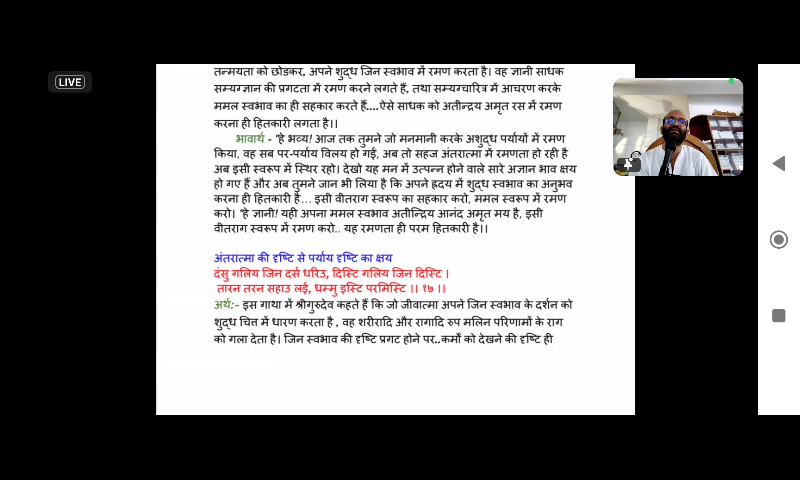 LIVE
तन्मयता को छोडकर, अपने शुद्ध जिन स्वभाव में रमण करता है। वह ज्ञानी साधक
सम्यग्ज्ञान की प्रगटता में रमण करने लगते हैं, तथा सम्यग्चारित्र में आचरण करके
ममल स्वभाव का ही सहकार करते हैं....ऐसे साधक को अतीन्द्रिय अमृत रस में रमण
करना ही हितकारी लगता है।।
भावार्थ - "हे भव्य! आज तक तुमने जो मनमानी करके अशुद्ध पर्यायों में रमण
किया, वह सब पर-पर्याय विलय हो गई, अब तो सहज अंतरात्मा में रमणता हो रही है
अब इसी स्वरूप में स्थिर रहो। देखो यह मन में उत्पन्न होने वाले सारे अज्ञान भाव क्षय
हो गए हैं और अब तुमने जान भी लिया है कि अपने ह्रदय में शुद्ध स्वभाव का अनुभव
करना ही हितकारी है... इसी वीतराग स्वरूप का सहकार करो, ममल स्वरूप में रमण
करो। "हे ज्ञानी! यही अपना ममल स्वभाव अतीन्द्रिय आनंद अमृत मय है, इसी
वीतराग स्वरूप में रमण करो.. यह रमणता ही परम हितकारी है।।
अंतरात्मा की दृष्टि से पर्याय दृष्टि का क्षय
दंसु गलिय जिन दर्स धरिउ, दिस्टि गलिय जिन दिस्टि ।
तारन तरन सहाउ लई, धम्मु इस्टि परमिस्टि ।। १७ ।।
अर्थ:- इस गाथा में श्रीगुरुदेव कहते हैं कि जो जीवात्मा अपने जिन स्वभाव के दर्शन को
शुद्ध चित्त में धारण करता है , वह शरीरादि और रागादि रुप मलिन परिणामों के राग
को गला देता है। जिन स्वभाव की दृष्टि प्रगट होने पर..कर्मों को देखने की दृष्टि ही